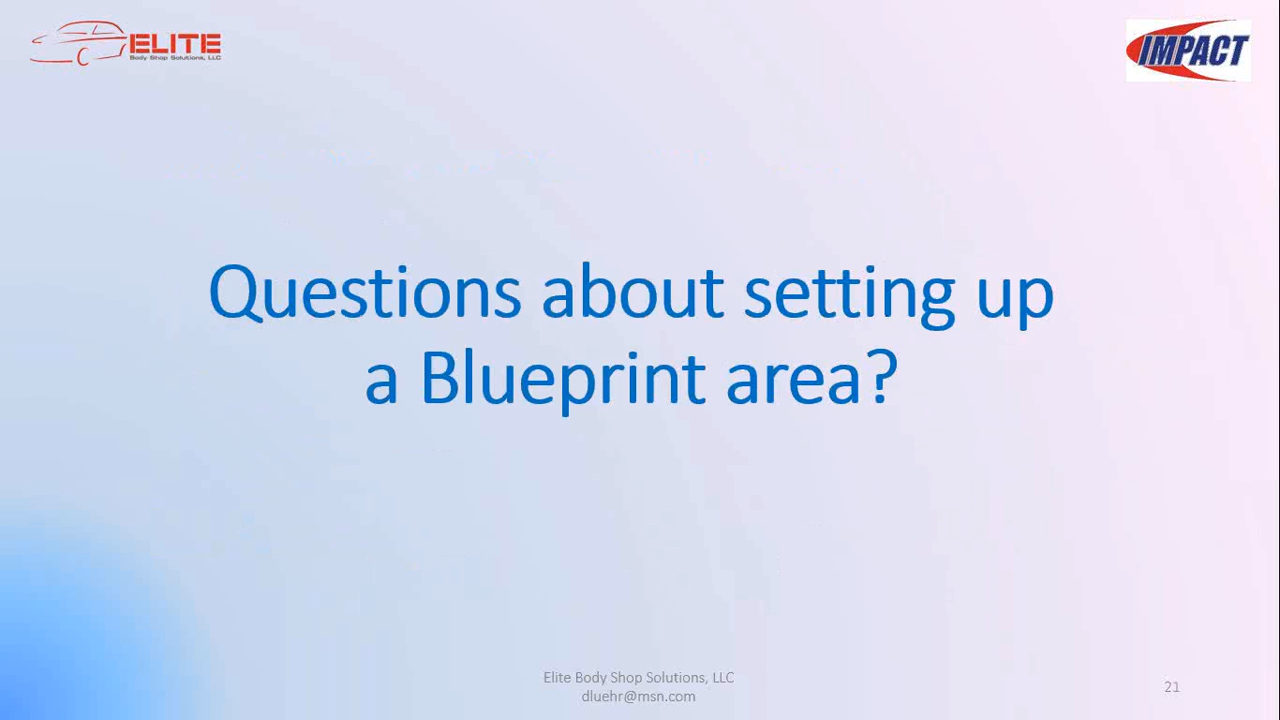 ELITE
Body Shop Solutions, LLC
IMPACT
Questions about setting up
a Blueprint area?
Elite Body Shop Solutions, LLC
dluehr@msn.com
21